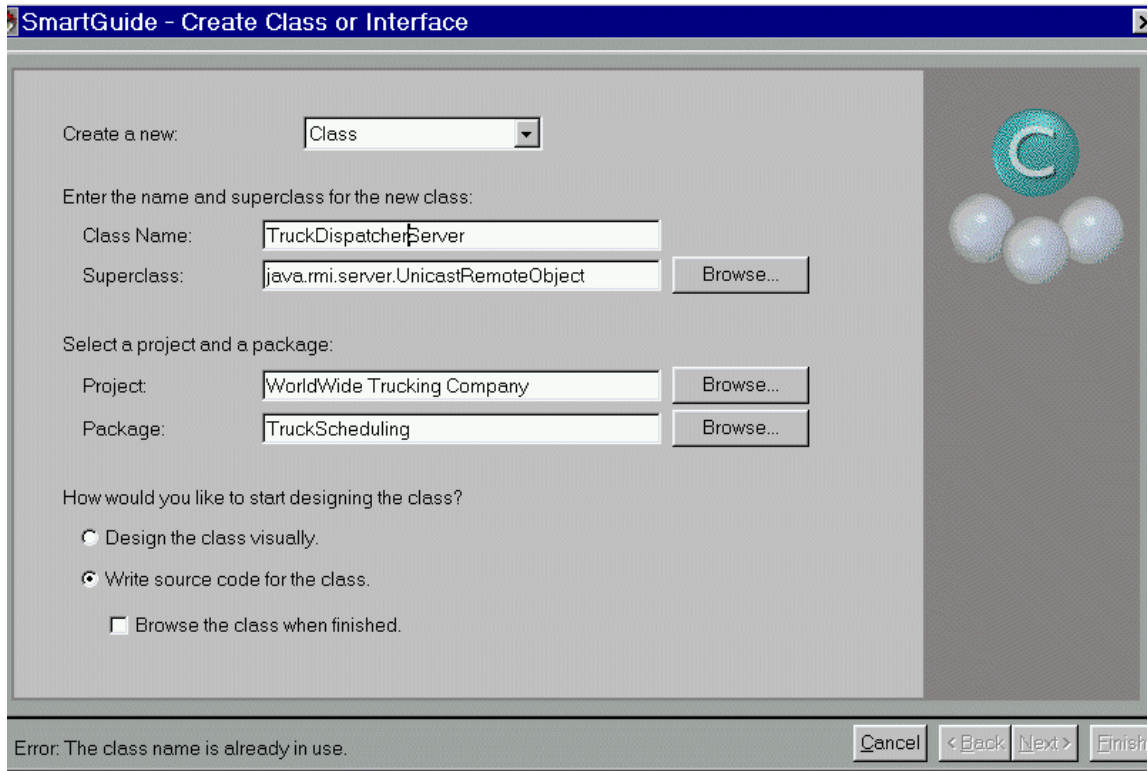 SmartGuide - Create Class or Interface
Create a new: Class
Enter the name and superclass for the new class:
Class Name: TruckDispatcherServer
Superclass: java.rmi.server.UnicastRemoteObject Browse...
Select a project and a package:
Project: WorldWide Trucking Company Browse...
Package: TruckScheduling Browse...
How would you like to start designing the class?
Design the class visually.
Write source code for the class.
Browse the class when finished.
C
Error: The class name is already in use. Cancel < Back Next > Finish